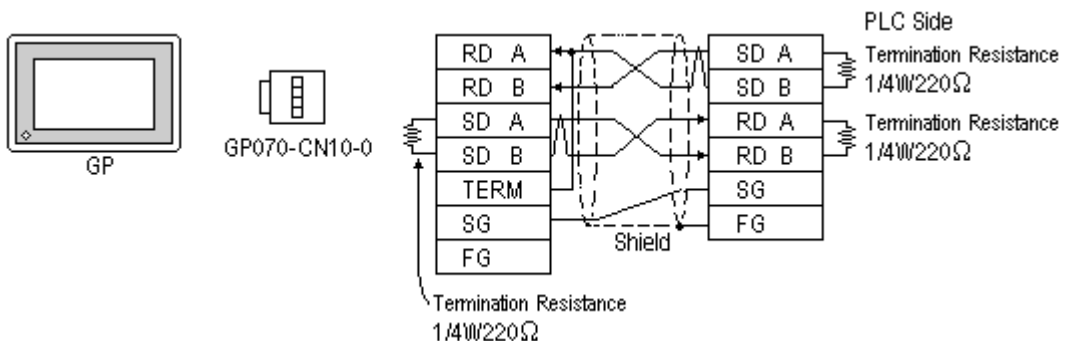 PLC Side
Termination Resistance
1/4W220Ω
Termination Resistance
1/4W220Ω
GP
GP070-CN10-0
RD A
RD B
SD A
SD B
TERM
SG
FG
Shield
SD A
SD B
RD A
RD B
SG
FG
Termination Resistance
1/4W220Ω